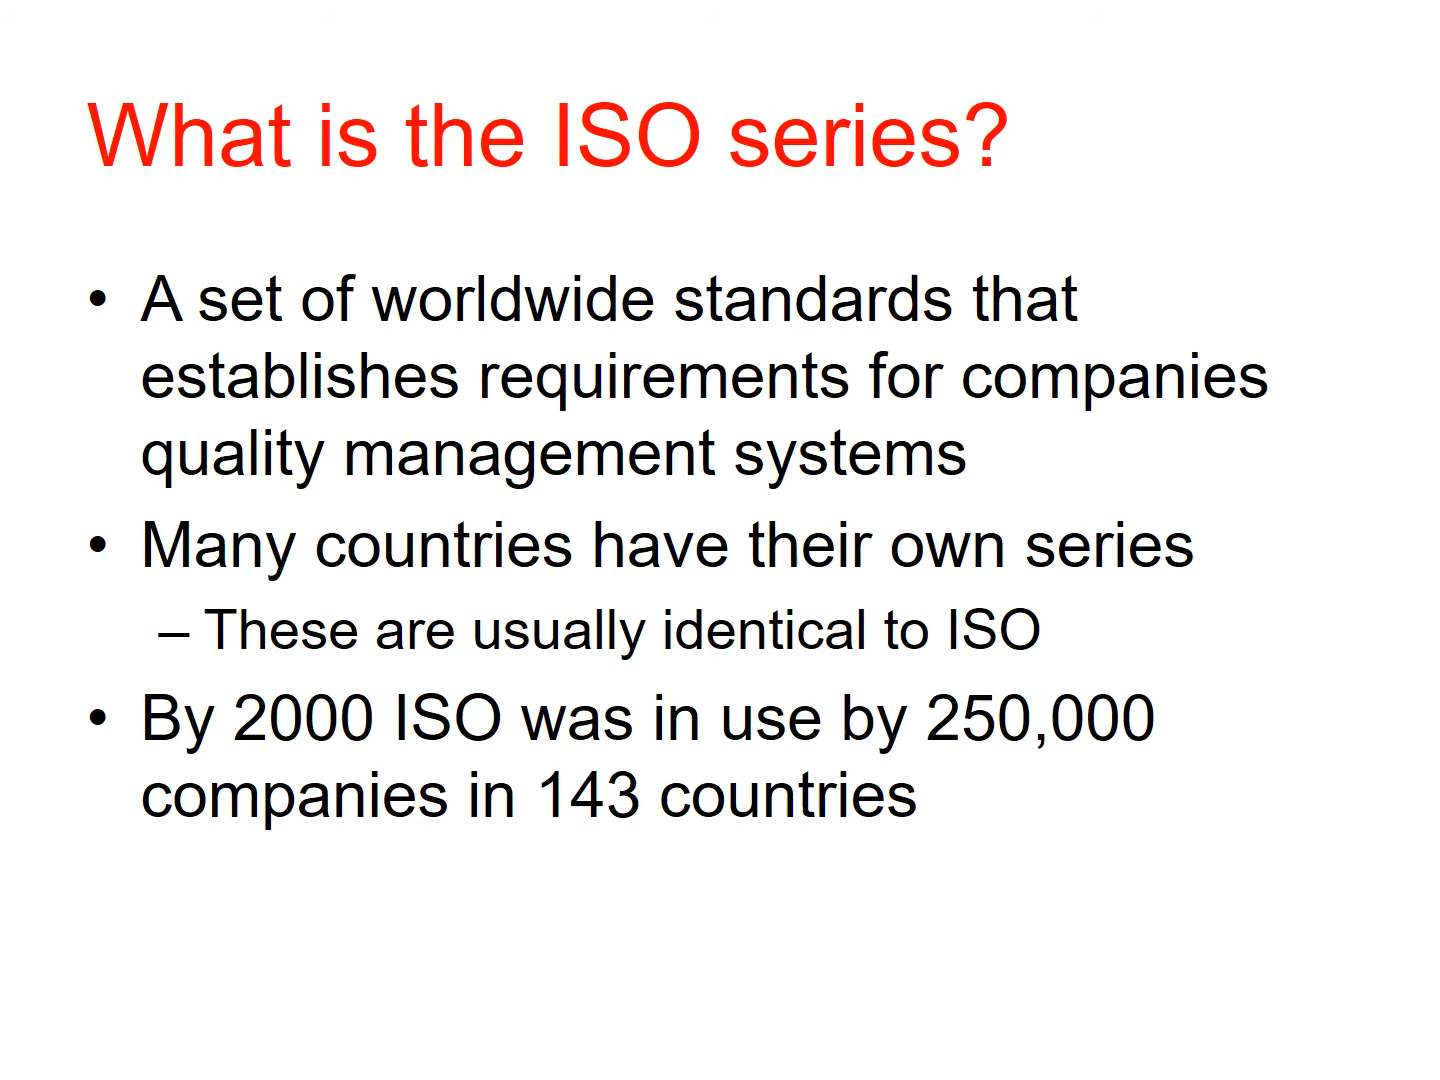 What is the ISO series?
• A set of worldwide standards that
establishes requirements for companies
quality management systems
• Many countries have their own series
– These are usually identical to ISO
• By 2000 ISO was in use by 250,000
companies in 143 countries